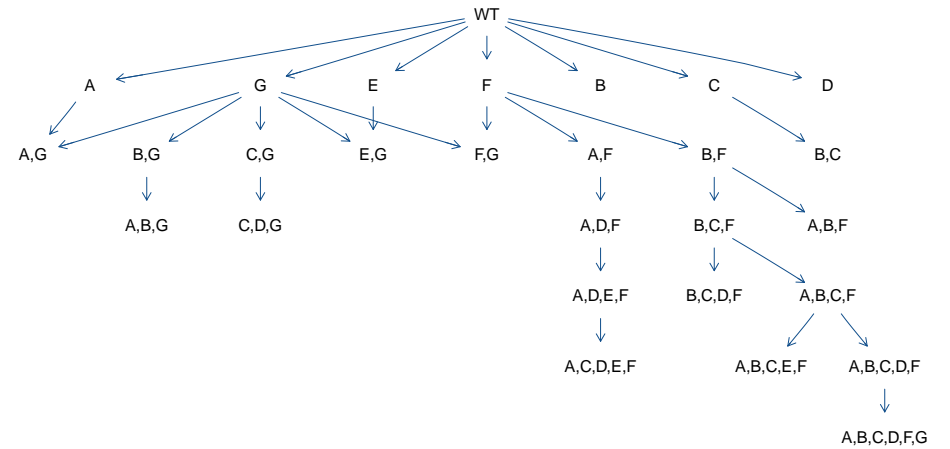 WT
A G E F B C D
A,G B,G C,G E,G F,G A,F B,F B,C
A,B,G C,D,G A,D,F B,C,F A,B,F
A,D,E,F B,C,D,F A,B,C,F
A,C,D,E,F A,B,C,E,F A,B,C,D,F
A,B,C,D,F,G